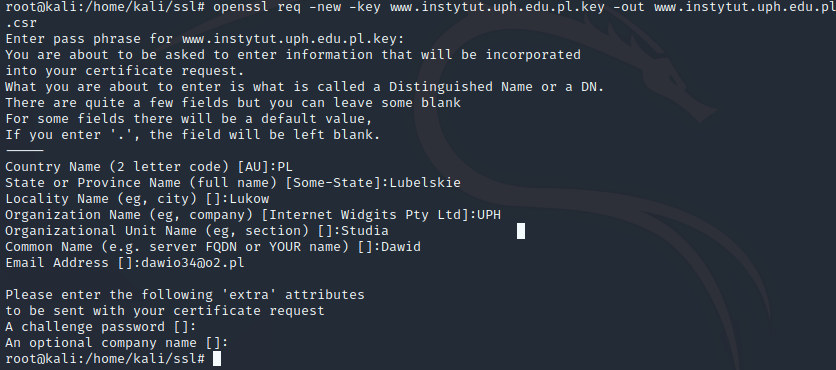 root@kali:/home/kali/ssl# openssl req -new -key www.instytut.uph.edu.pl.key -out www.instytut.uph.edu.pl
.csr
Enter pass phrase for www.instytut.uph.edu.pl.key:
You are about to be asked to enter information that will be incorporated
into your certificate request.
What you are about to enter is what is called a Distinguished Name or a DN.
There are quite a few fields but you can leave some blank
For some fields there will be a default value,
If you enter '.', the field will be left blank.
-----
Country Name (2 letter code) [AU]:PL
State or Province Name (full name) [Some-State]:Lubelskie
Locality Name (eg, city) []:Lukow
Organization Name (eg, company) [Internet Widgits Pty Ltd]:UPH
Organizational Unit Name (eg, section) []:Studia
Common Name (e.g. server FQDN or YOUR name) []:Dawid
Email Address []:dawio34@o2.pl

Please enter the following 'extra' attributes
to be sent with your certificate request
A challenge password []:
An optional company name []:
root@kali:/home/kali/ssl#